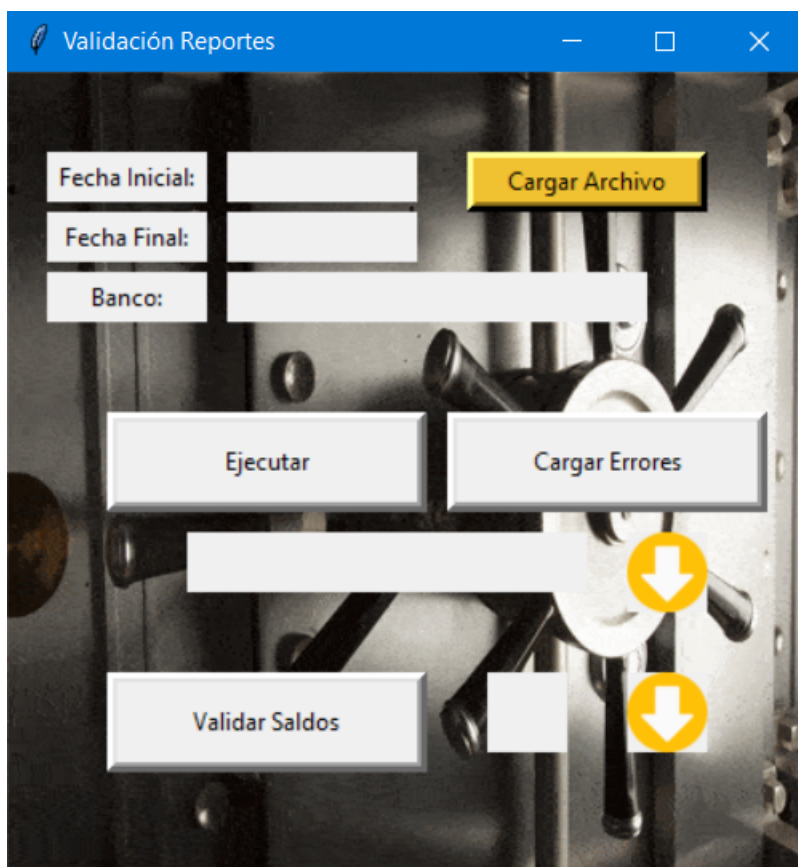 Validación Reportes
Fecha Inicial:
Cargar Archivo
Fecha Final:
Banco:
Ejecutar
Cargar Errores
Validar Saldos